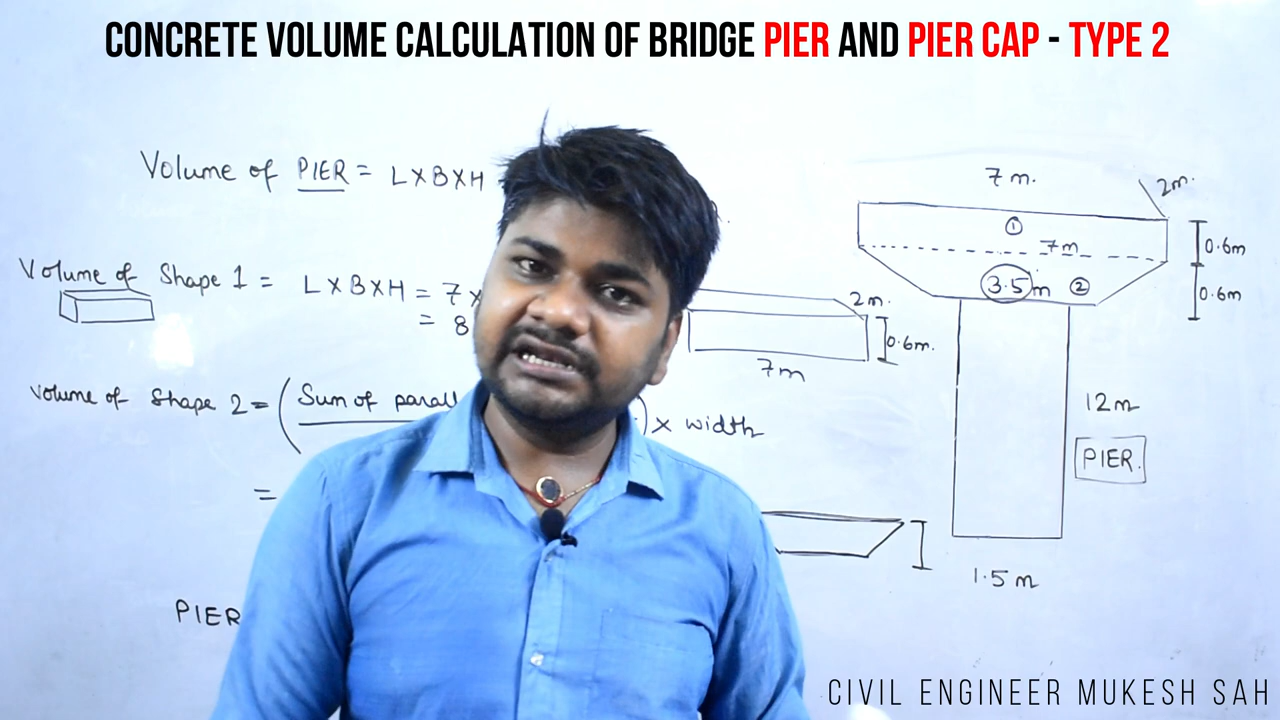 CONCRETE VOLUME CALCULATION OF BRIDGE PIER AND PIER CAP - TYPE 2
Volume of PIER = L X B X H
7 m.
2m.
①
7m
0.6m
3.5m ②
0.6m
Volume of Shape 1 = L X B X H = 7 x
= 8
2m.
0.6m.
7m
Volume of Shape 2 = ( Sum of parall
) x width
=
12m
PIER.
1.5 m
PIER
CIVIL ENGINEER MUKESH SAH